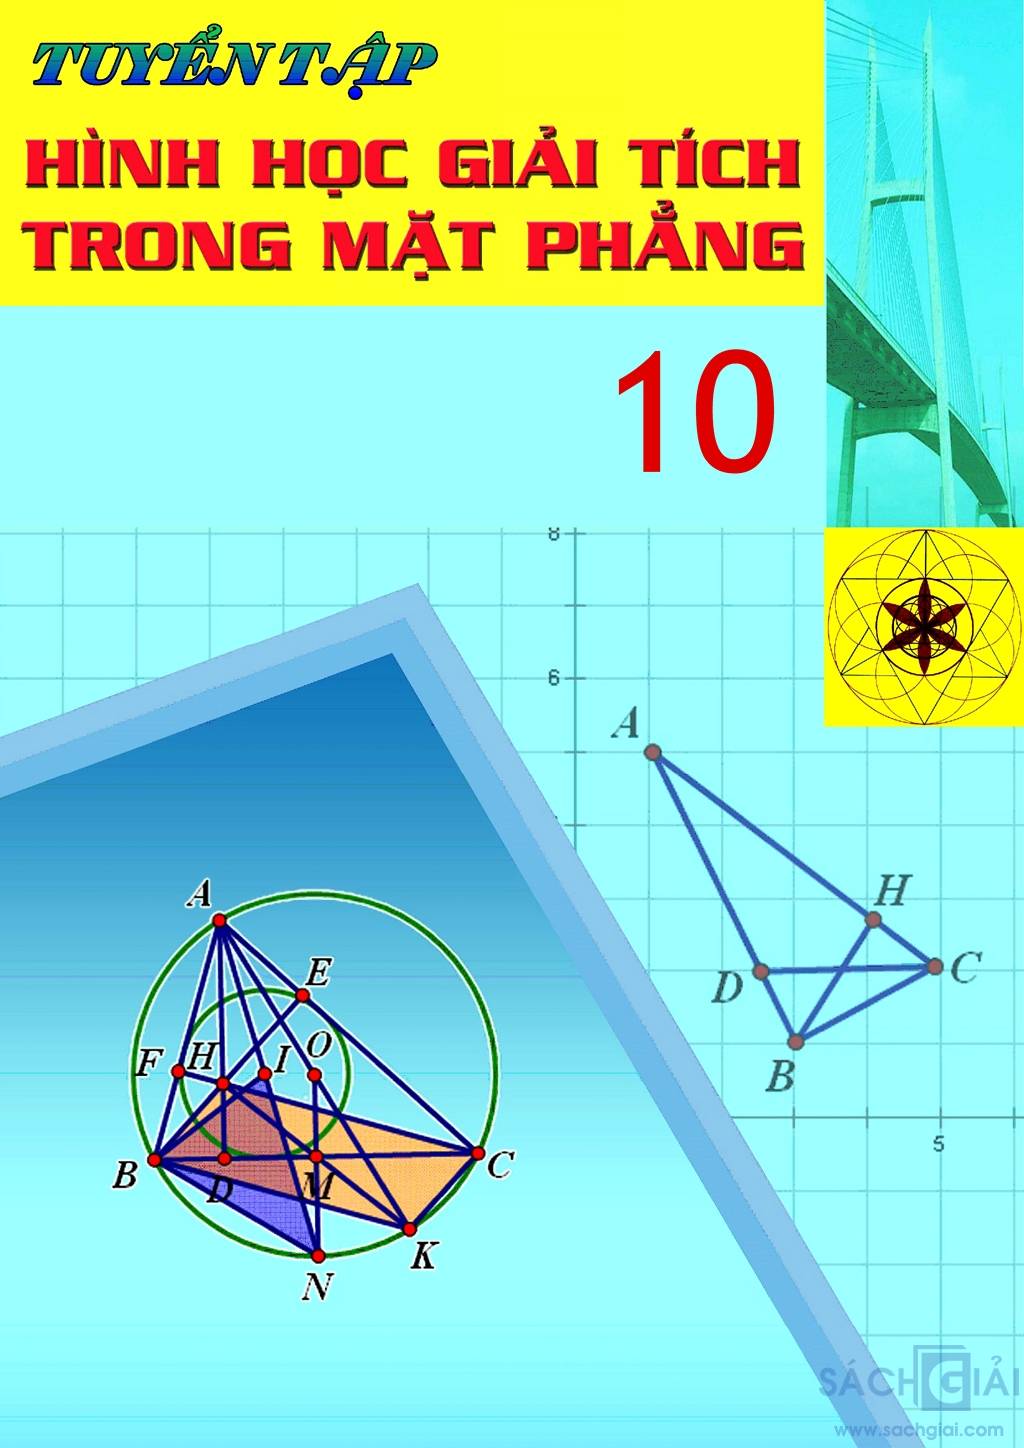 TUYỂN TẬP
HÌNH HỌC GIẢI TÍCH
TRONG MẶT PHẲNG
10
8
6
A
H
D
C
B
5
A
E
F
H
I
O
B
D
M
C
K
N
SÁCH GIẢI
www.sachgiai.com